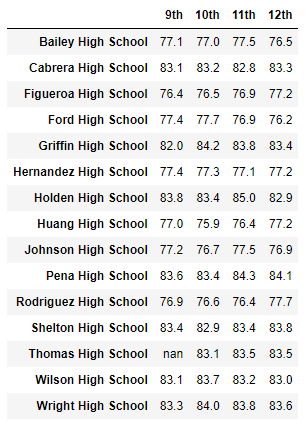 9th 10th 11th 12th
Bailey High School 77.1 77.0 77.5 76.5
Cabrera High School 83.1 83.2 82.8 83.3
Figueroa High School 76.4 76.5 76.9 77.2
Ford High School 77.4 77.7 76.9 76.2
Griffin High School 82.0 84.2 83.8 83.4
Hernandez High School 77.4 77.3 77.1 77.2
Holden High School 83.8 83.4 85.0 82.9
Huang High School 77.0 75.9 76.4 77.2
Johnson High School 77.2 76.7 77.5 76.9
Pena High School 83.6 83.4 84.3 84.1
Rodriguez High School 76.9 76.6 76.4 77.7
Shelton High School 83.4 82.9 83.4 83.8
Thomas High School nan 83.1 83.5 83.5
Wilson High School 83.1 83.7 83.2 83.0
Wright High School 83.3 84.0 83.8 83.6